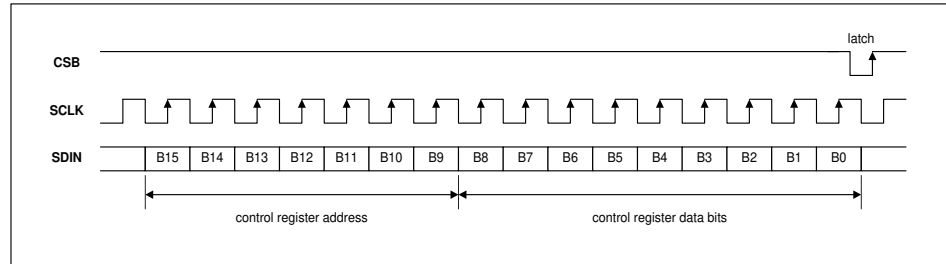 latch
CSB
SCLK
SDIN B15 B14 B13 B12 B11 B10 B9 B8 B7 B6 B5 B4 B3 B2 B1 B0
control register address control register data bits